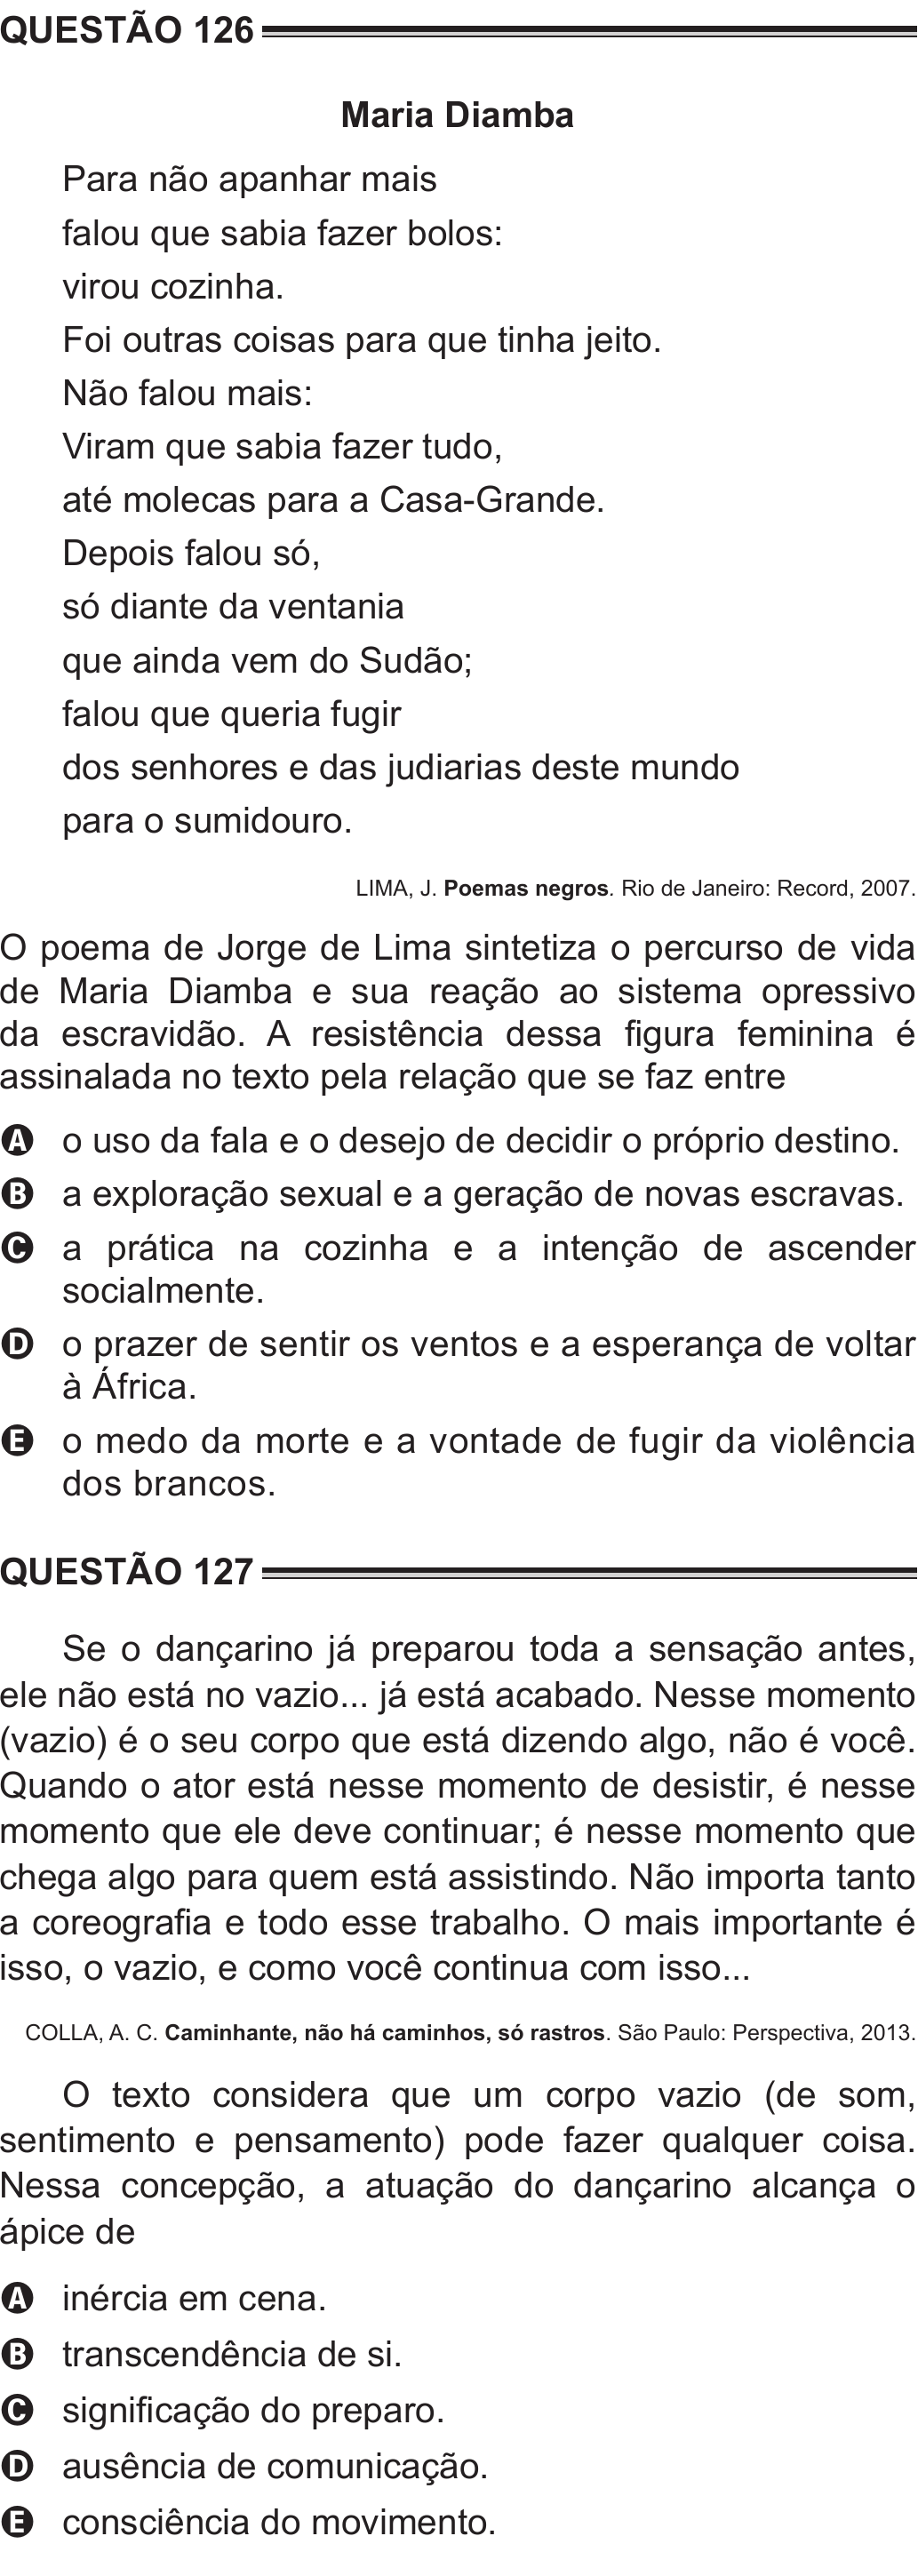 QUESTÃO 126
Maria Diamba
Para não apanhar mais
falou que sabia fazer bolos:
virou cozinha.
Foi outras coisas para que tinha jeito.
Não falou mais:
Viram que sabia fazer tudo,
até molecas para a Casa-Grande.
Depois falou só,
só diante da ventania
que ainda vem do Sudão;
falou que queria fugir
dos senhores e das judiarias deste mundo
para o sumidouro.
LIMA, J. Poemas negros. Rio de Janeiro: Record, 2007.
O poema de Jorge de Lima sintetiza o percurso de vida
de Maria Diamba e sua reação ao sistema opressivo
da escravidão. A resistência dessa figura feminina é
assinalada no texto pela relação que se faz entre
A o uso da fala e o desejo de decidir o próprio destino.
B a exploração sexual e a geração de novas escravas.
C a prática na cozinha e a intenção de ascender
socialmente.
D o prazer de sentir os ventos e a esperança de voltar
à África.
E o medo da morte e a vontade de fugir da violência
dos brancos.
QUESTÃO 127
Se o dançarino já preparou toda a sensação antes,
ele não está no vazio... já está acabado. Nesse momento
(vazio) é o seu corpo que está dizendo algo, não é você.
Quando o ator está nesse momento de desistir, é nesse
momento que ele deve continuar; é nesse momento que
chega algo para quem está assistindo. Não importa tanto
a coreografia e todo esse trabalho. O mais importante é
isso, o vazio, e como você continua com isso...
COLLA, A. C. Caminhante, não há caminhos, só rastros. São Paulo: Perspectiva, 2013.
O texto considera que um corpo vazio (de som,
sentimento e pensamento) pode fazer qualquer coisa.
Nessa concepção, a atuação do dançarino alcança o
ápice de
A inércia em cena.
B transcendência de si.
C significação do preparo.
D ausência de comunicação.
E consciência do movimento.